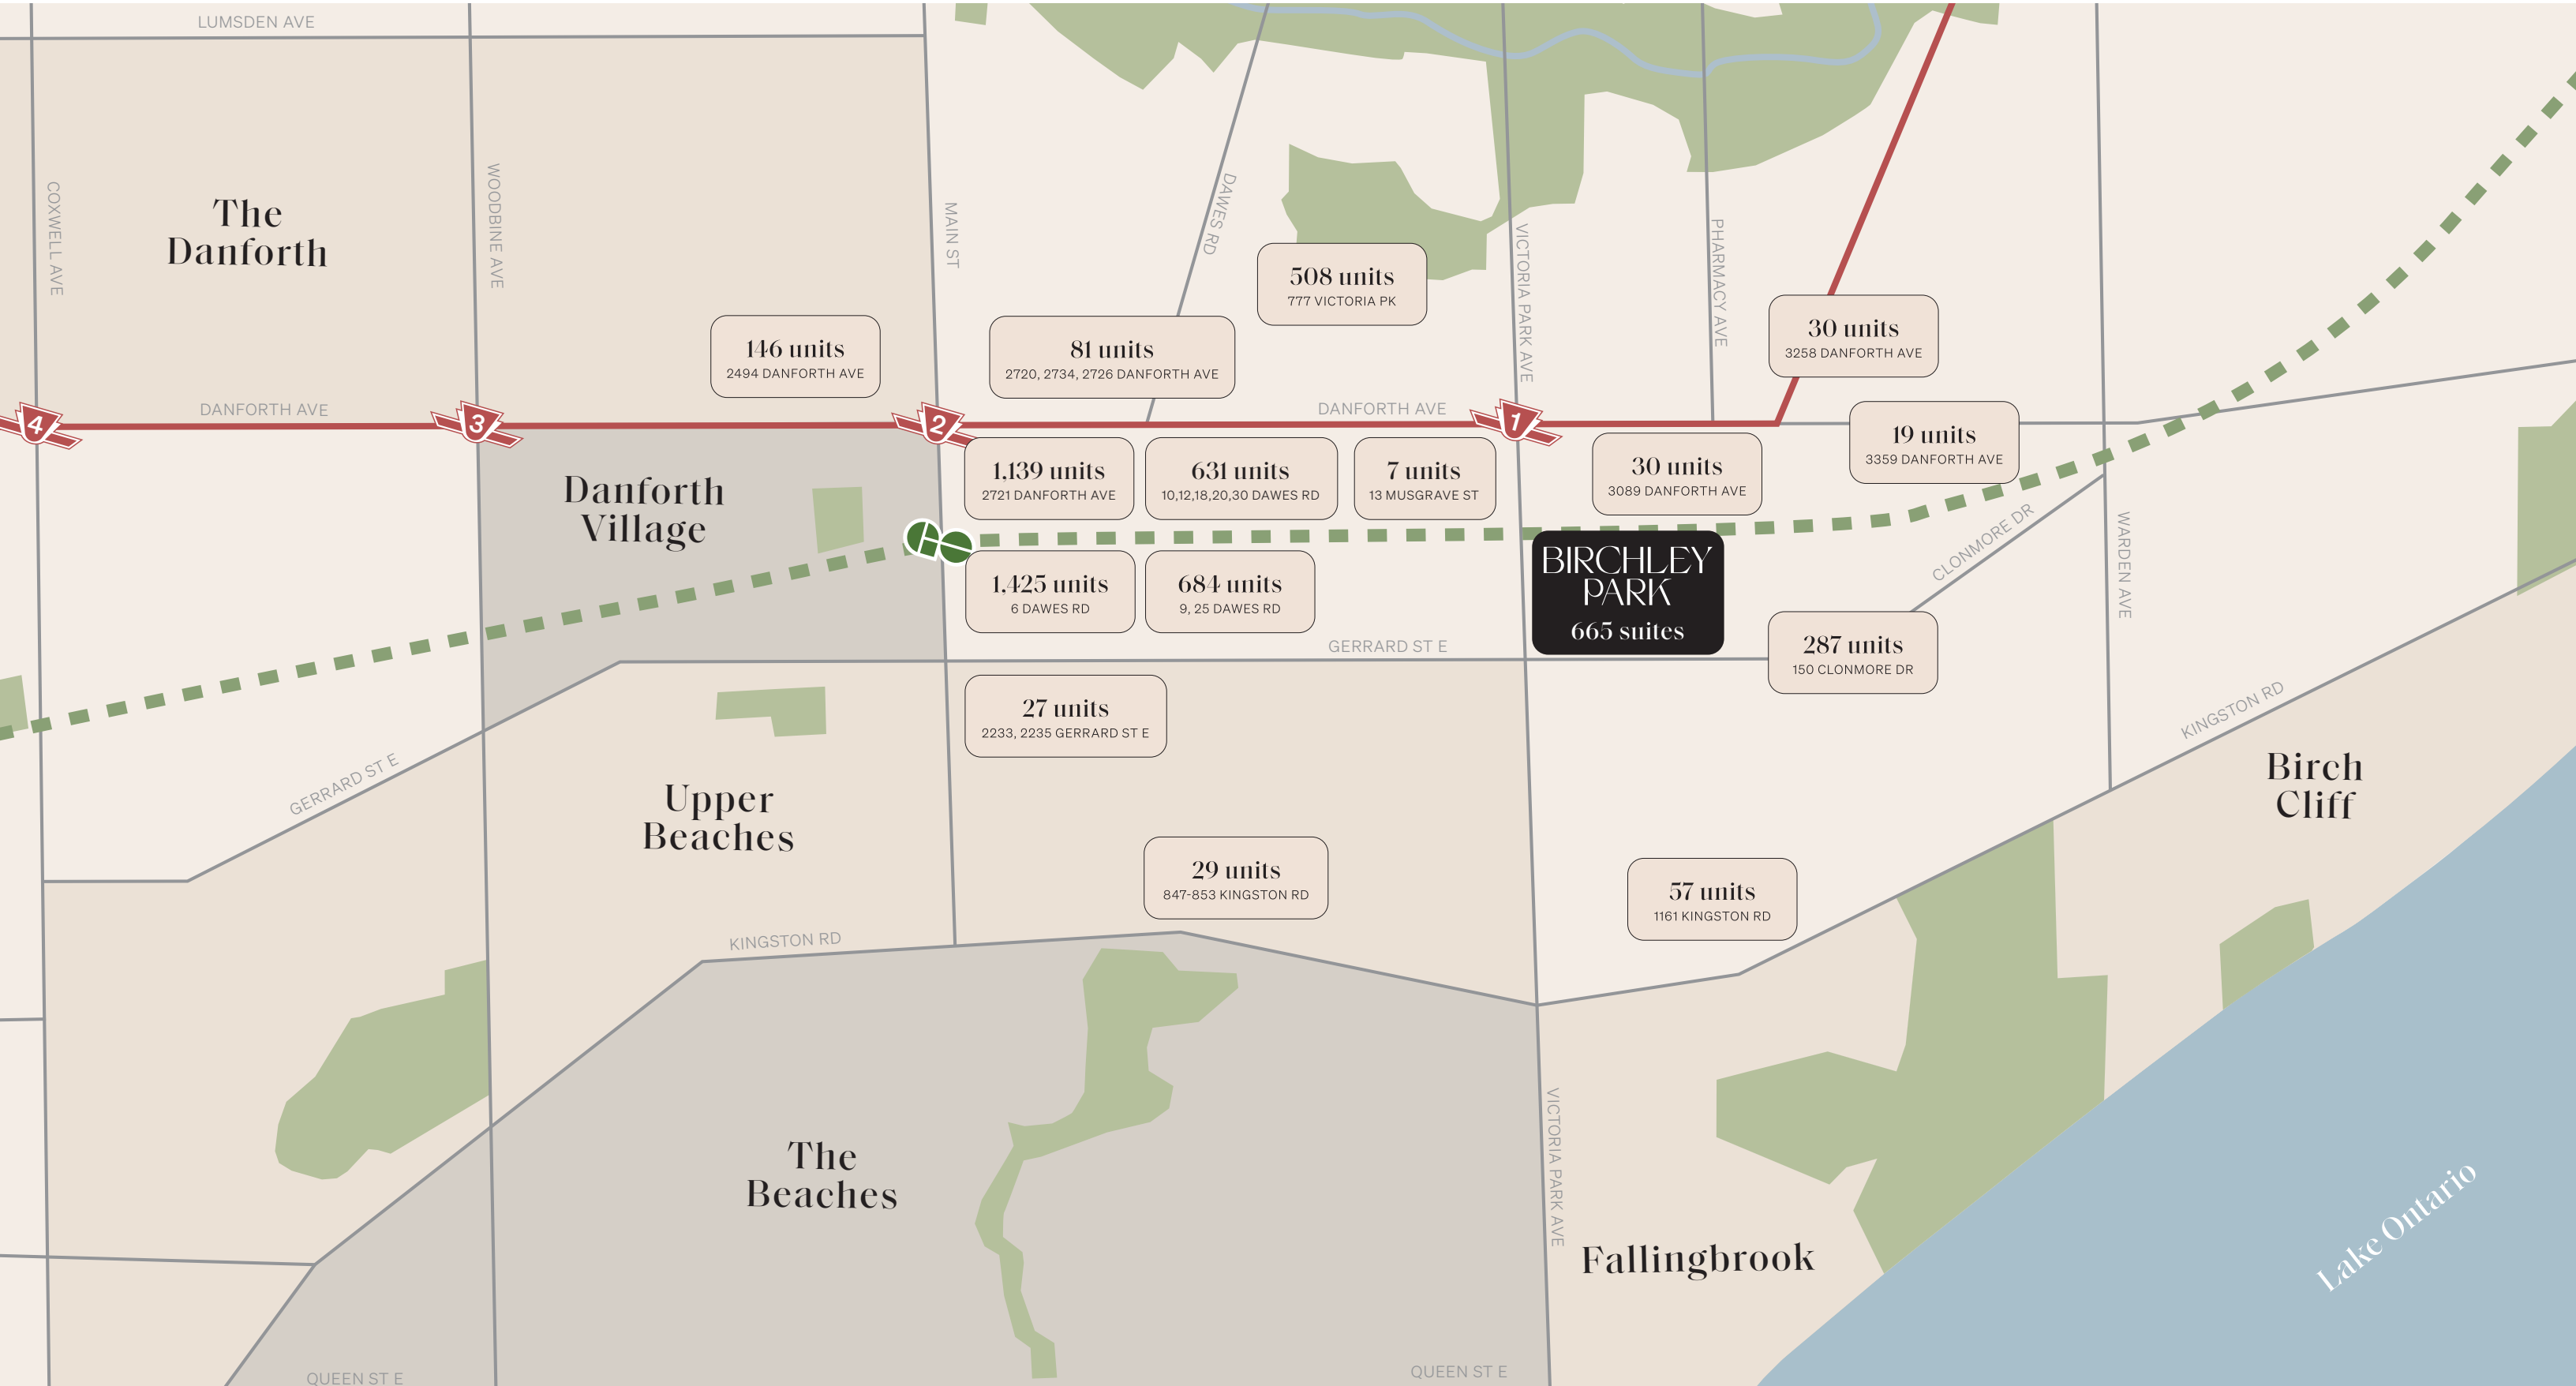 LUMSDEN AVE
COXWELL AVE
WOODBINE AVE
MAIN ST
DAWES RD
VICTORIA PARK AVE
PHARMACY AVE
The
Danforth
508 units
777 VICTORIA PK
146 units
2494 DANFORTH AVE
81 units
2720, 2734, 2726 DANFORTH AVE
30 units
3258 DANFORTH AVE
DANFORTH AVE
DANFORTH AVE
4
3
2
1
19 units
3359 DANFORTH AVE
Danforth
Village
1,139 units
2721 DANFORTH AVE
631 units
10,12,18,20,30 DAWES RD
7 units
13 MUSGRAVE ST
30 units
3089 DANFORTH AVE
CLONMORE DR
WARDEN AVE
1,425 units
6 DAWES RD
684 units
9, 25 DAWES RD
BIRCHLEY
PARK
665 suites
GERRARD ST E
287 units
150 CLONMORE DR
27 units
2233, 2235 GERRARD ST E
KINGSTON RD
GERRARD ST E
Upper
Beaches
Birch
Cliff
29 units
847-853 KINGSTON RD
57 units
1161 KINGSTON RD
KINGSTON RD
The
Beaches
VICTORIA PARK AVE
Fallingbrook
Lake Ontario
QUEEN ST E
QUEEN ST E